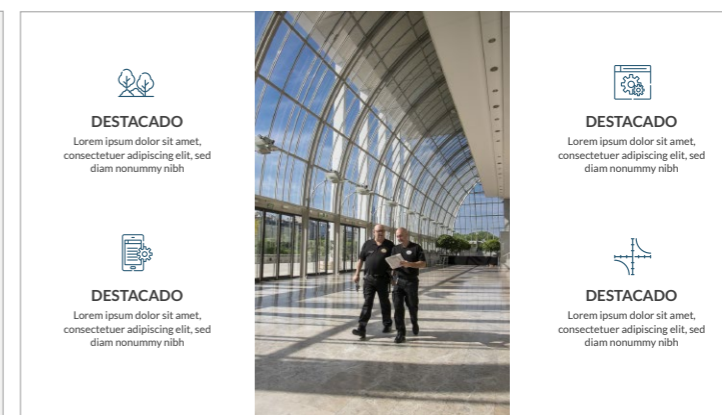 DESTACADO
Lorem ipsum dolor sit amet,
consectetuer adipiscing elit, sed
diam nonummy nibh
DESTACADO
Lorem ipsum dolor sit amet,
consectetuer adipiscing elit, sed
diam nonummy nibh
DESTACADO
Lorem ipsum dolor sit amet,
consectetuer adipiscing elit, sed
diam nonummy nibh
DESTACADO
Lorem ipsum dolor sit amet,
consectetuer adipiscing elit, sed
diam nonummy nibh